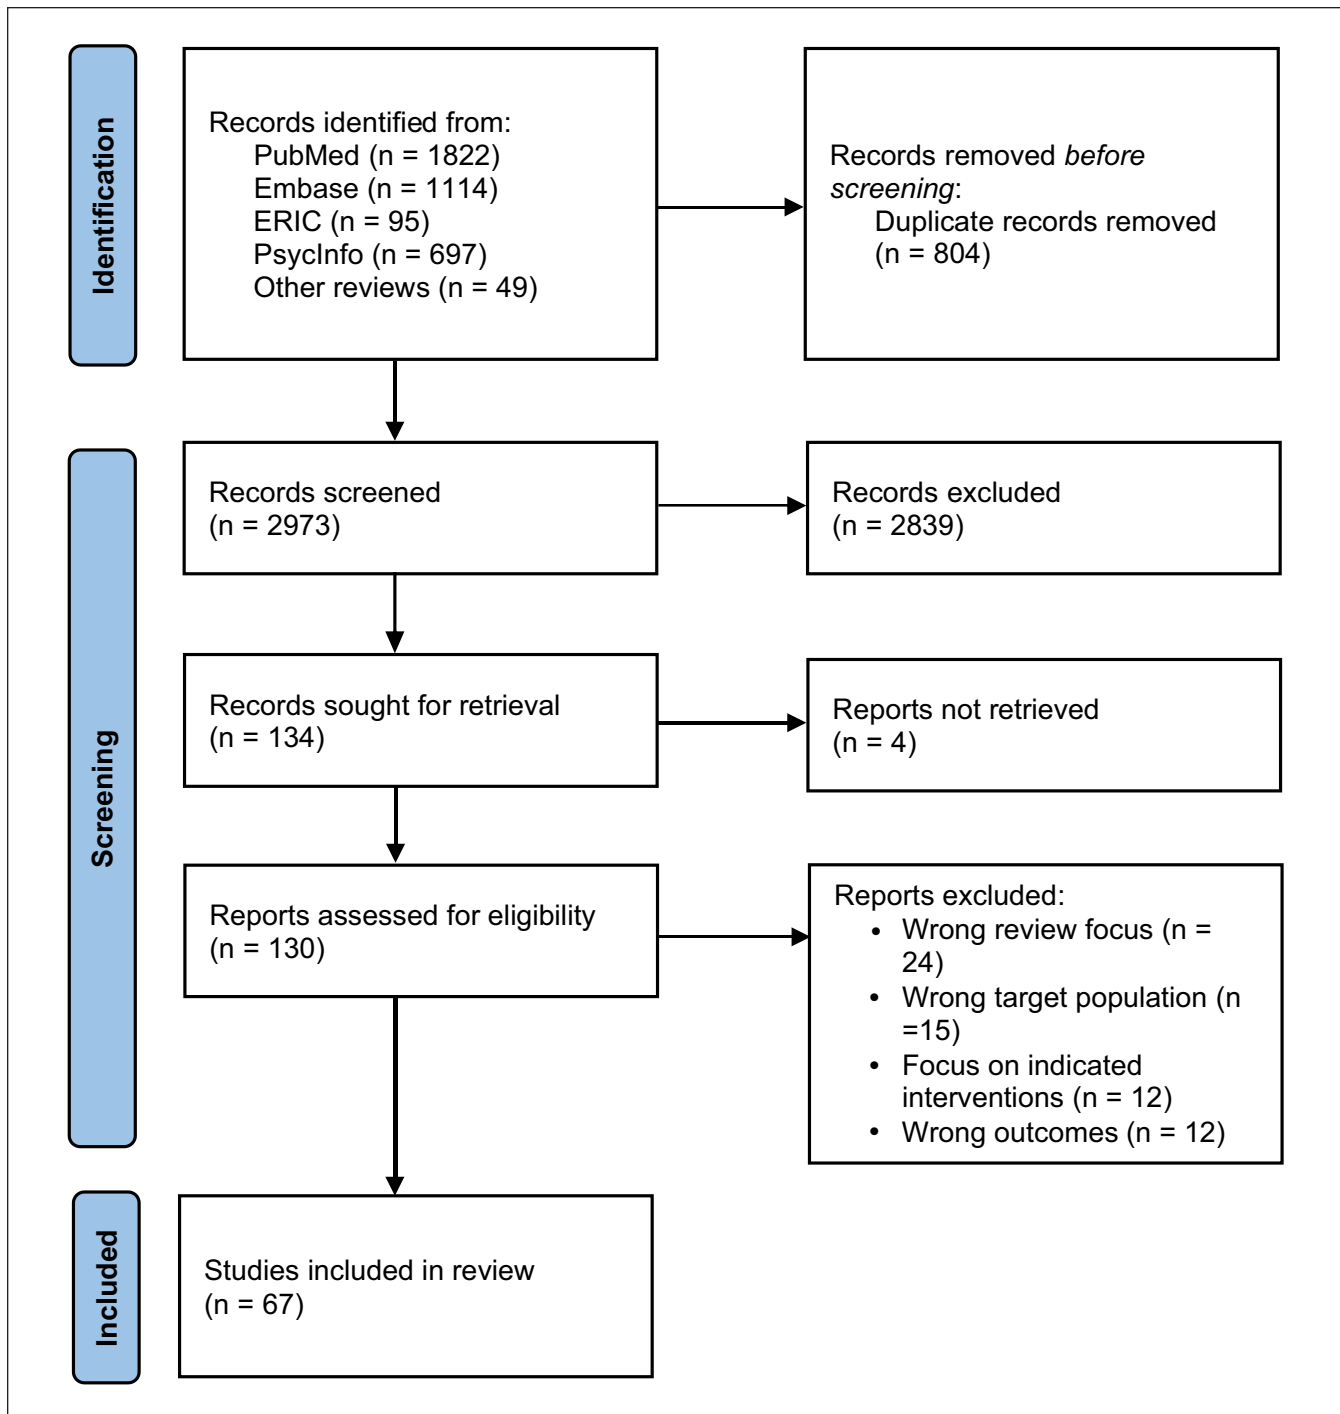 Identification
Records identified from:
PubMed (n = 1822)
Embase (n = 1114)
ERIC (n = 95)
PsycInfo (n = 697)
Other reviews (n = 49)
Records removed before
screening:
Duplicate records removed
(n = 804)
Screening
Records screened
(n = 2973)
Records excluded
(n = 2839)
Records sought for retrieval
(n = 134)
Reports not retrieved
(n = 4)
Reports assessed for eligibility
(n = 130)
Reports excluded:
• Wrong review focus (n =
24)
• Wrong target population (n
=15)
• Focus on indicated
interventions (n = 12)
• Wrong outcomes (n = 12)
Included
Studies included in review
(n = 67)